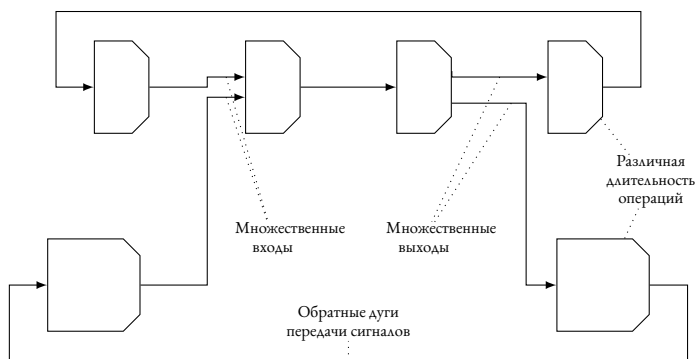 Различная
длительность
операций
Множественные
входы
Множественные
выходы
Обратные дуги
передачи сигналов